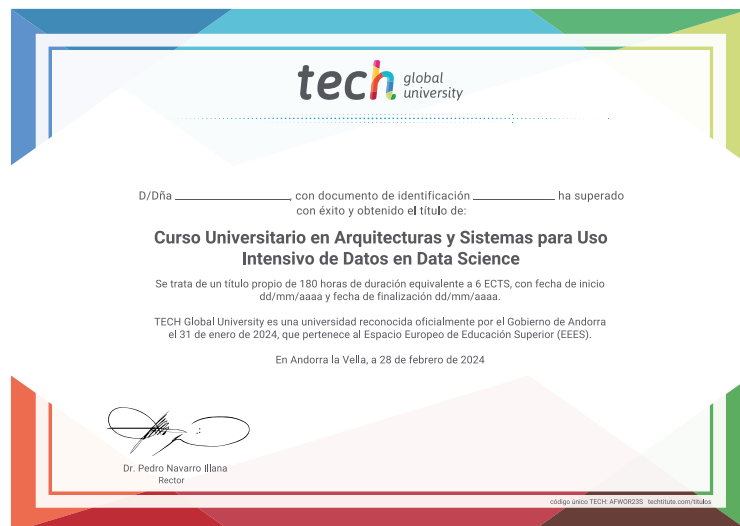 tech global
university
D/Dña ______________________, con documento de identificación _______________ ha superado
con éxito y obtenido el título de:
Curso Universitario en Arquitecturas y Sistemas para Uso
Intensivo de Datos en Data Science
Se trata de un título propio de 180 horas de duración equivalente a 6 ECTS, con fecha de inicio
dd/mm/aaaa y fecha de finalización dd/mm/aaaa.
TECH Global University es una universidad reconocida oficialmente por el Gobierno de Andorra
el 31 de enero de 2024, que pertenece al Espacio Europeo de Educación Superior (EEES).
En Andorra la Vella, a 28 de febrero de 2024
Dr. Pedro Navarro Illana
Rector
código único TECH: AFWOR23S techtitute.com/titulos